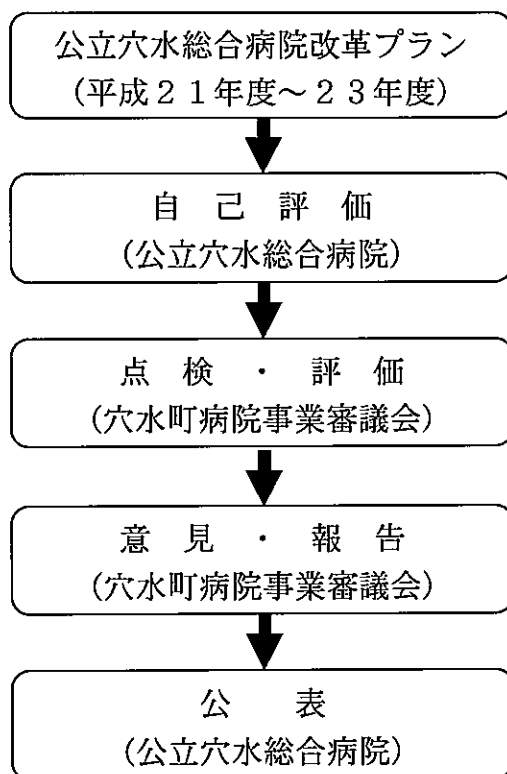 公立穴水総合病院改革プラン
(平成２１年度～２３年度)
自　己　評　価
(公立穴水総合病院)
点　検　・　評　価
(穴水町病院事業審議会)
意　見　・　報　告
(穴水町病院事業審議会)
公　　　表
(公立穴水総合病院)